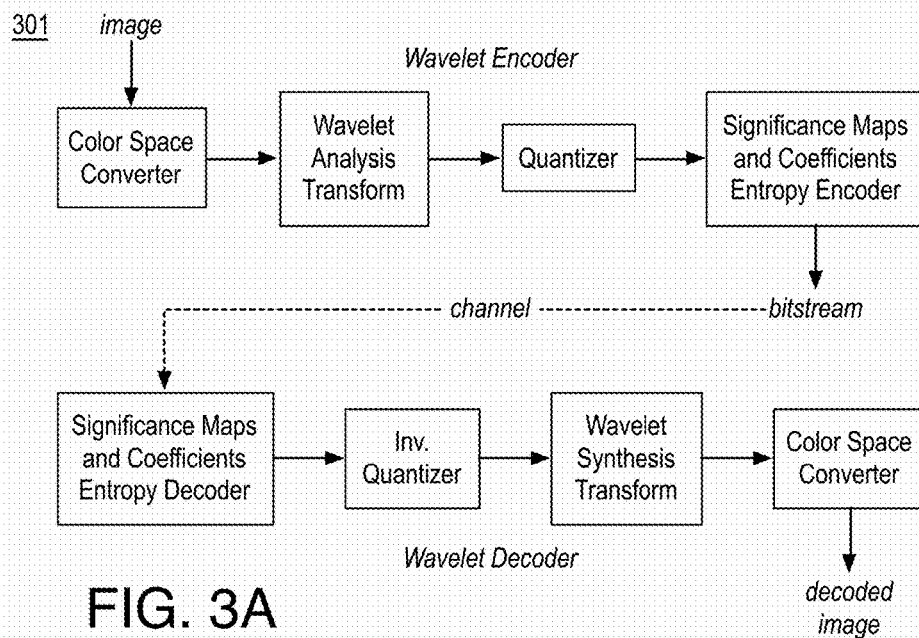 301
image
Wavelet Encoder
Color Space
Converter
Wavelet
Analysis
Transform
Quantizer
Significance Maps
and Coefficients
Entropy Encoder
channel
bitstream
Significance Maps
and Coefficients
Entropy Decoder
Inv.
Quantizer
Wavelet
Synthesis
Transform
Color Space
Converter
Wavelet Decoder
decoded
image
FIG. 3A